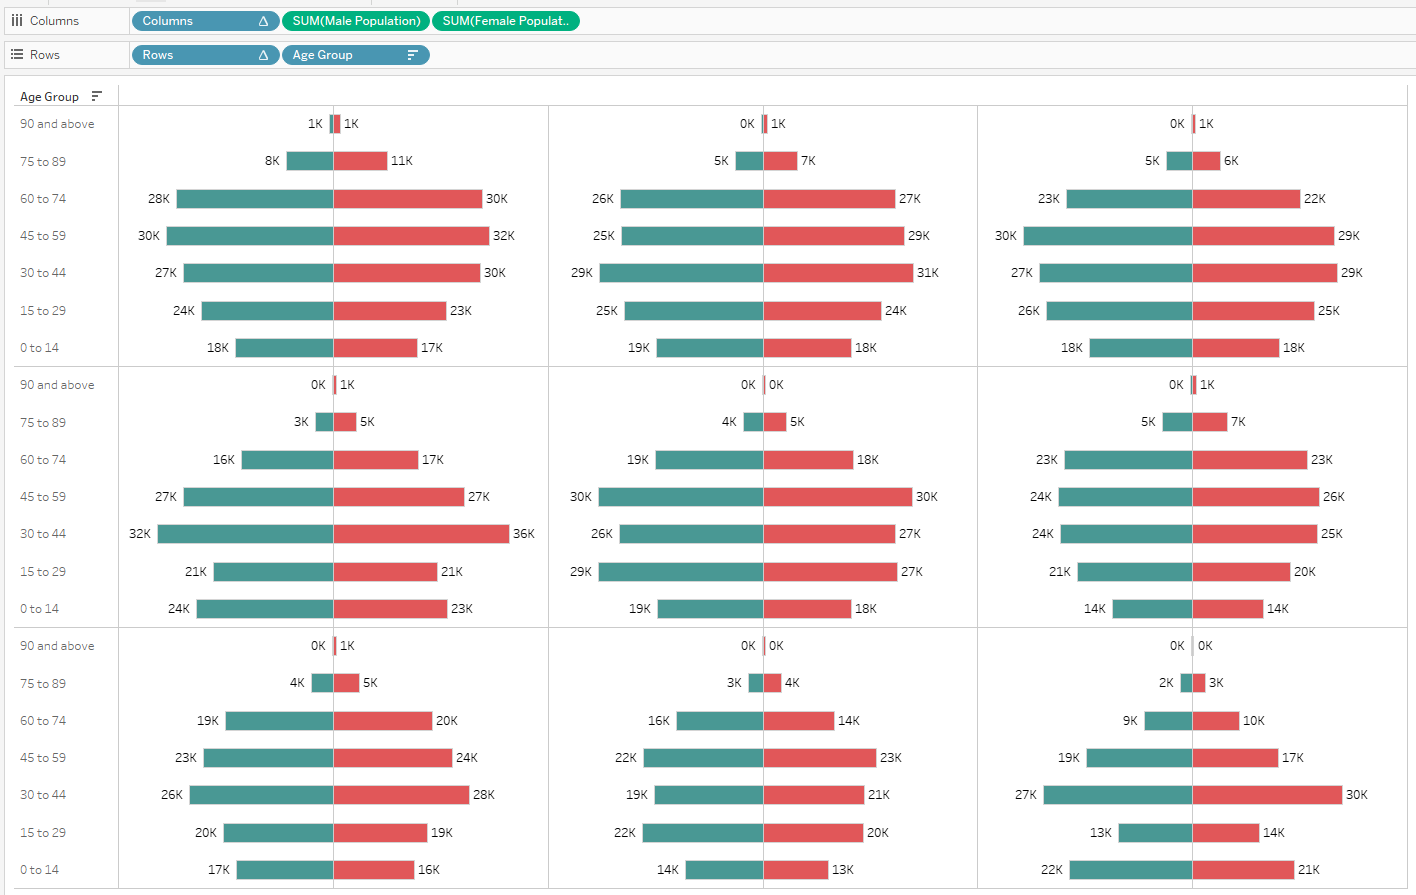 Columns Columns SUM(Male Population) SUM(Female Populat..
Rows Rows Age Group
Age Group
90 and above 1K 1K 0K 1K 0K 1K
75 to 89 8K 11K 5K 7K 5K 6K
60 to 74 28K 30K 26K 27K 23K 22K
45 to 59 30K 32K 25K 29K 30K 29K
30 to 44 27K 30K 29K 31K 27K 29K
15 to 29 24K 23K 25K 24K 26K 25K
0 to 14 18K 17K 19K 18K 18K 18K
90 and above 0K 1K 0K 0K 0K 1K
75 to 89 3K 5K 4K 5K 5K 7K
60 to 74 16K 17K 19K 18K 23K 23K
45 to 59 27K 27K 30K 30K 24K 26K
30 to 44 32K 36K 26K 27K 24K 25K
15 to 29 21K 21K 29K 27K 21K 20K
0 to 14 24K 23K 19K 18K 14K 14K
90 and above 0K 1K 0K 0K 0K 0K
75 to 89 4K 5K 3K 4K 2K 3K
60 to 74 19K 20K 16K 14K 9K 10K
45 to 59 23K 24K 22K 23K 19K 17K
30 to 44 26K 28K 19K 21K 27K 30K
15 to 29 20K 19K 22K 20K 13K 14K
0 to 14 17K 16K 14K 13K 22K 21K